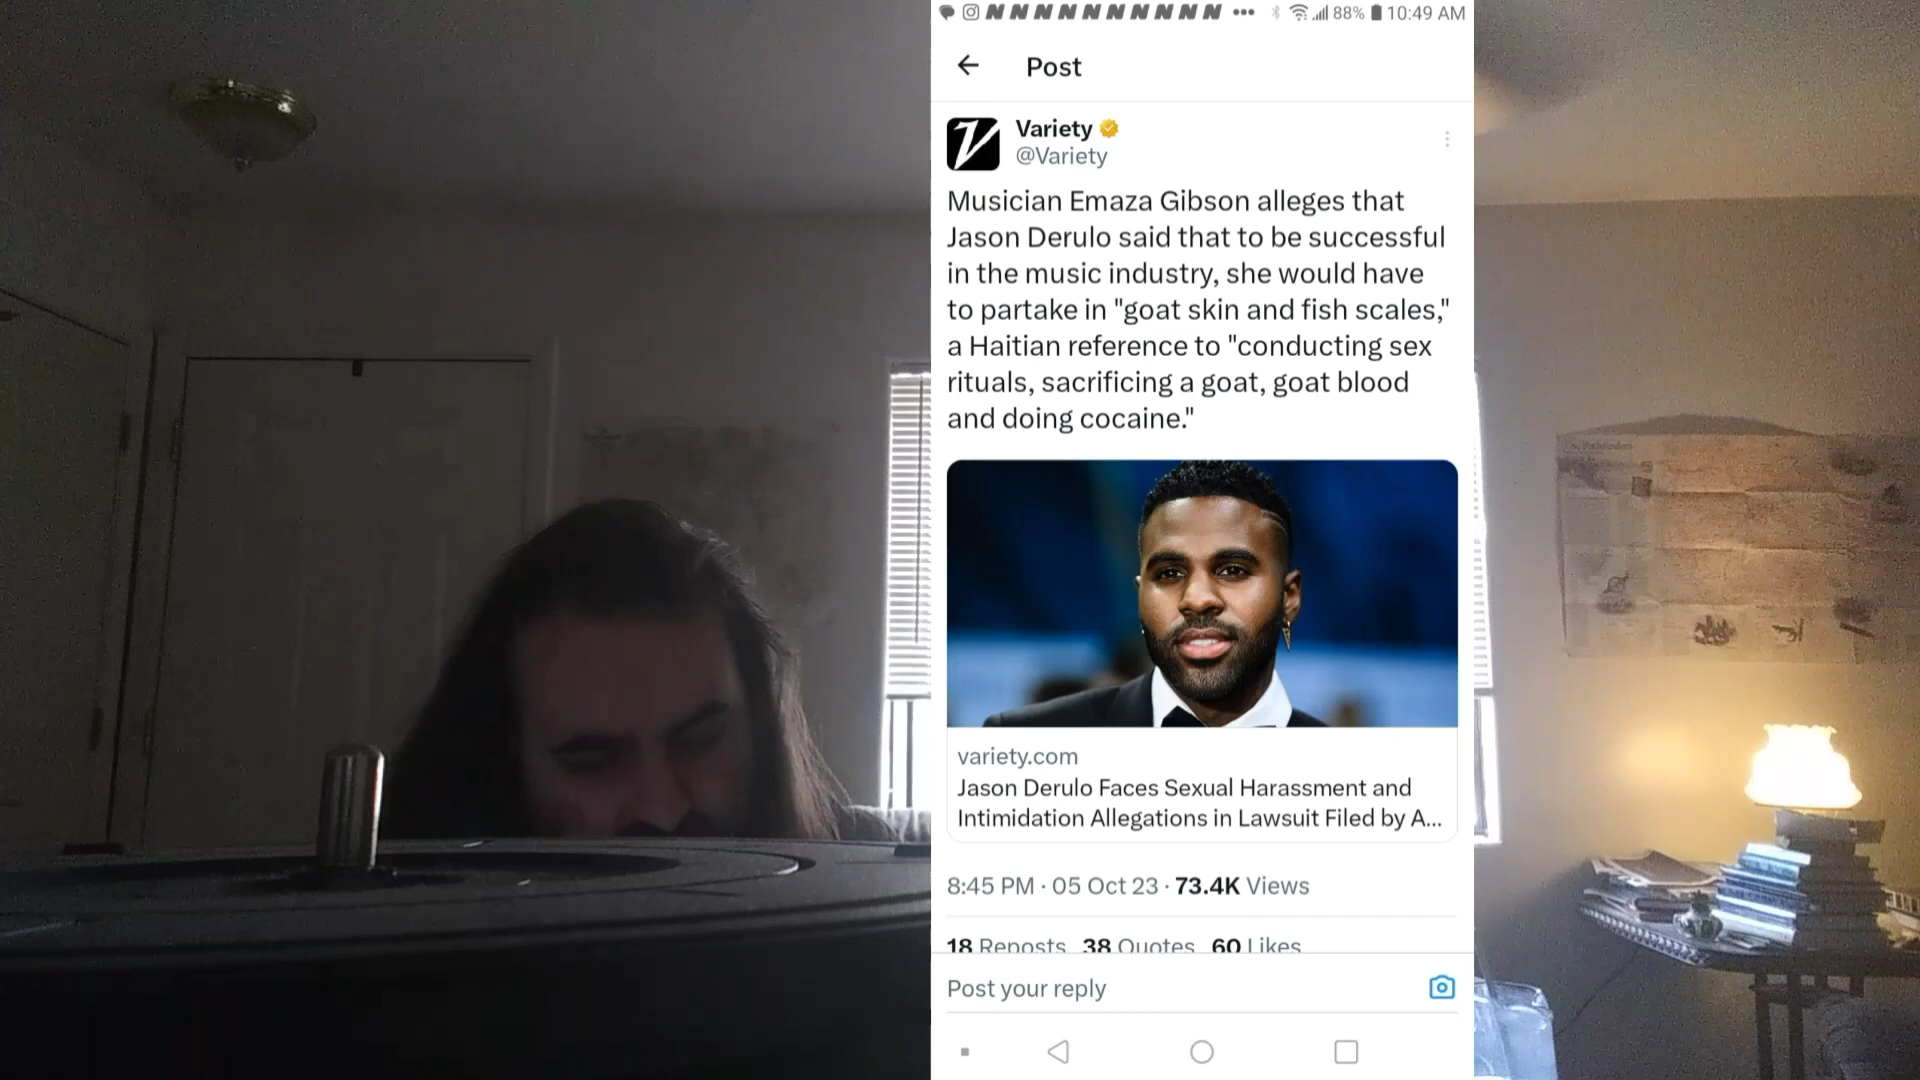 88% 10:49 AM
Post
Variety
@Variety
Musician Emaza Gibson alleges that
Jason Derulo said that to be successful
in the music industry, she would have
to partake in "goat skin and fish scales,"
a Haitian reference to "conducting sex
rituals, sacrificing a goat, goat blood
and doing cocaine."
variety.com
Jason Derulo Faces Sexual Harassment and
Intimidation Allegations in Lawsuit Filed by A...
8:45 PM · 05 Oct 23 · 73.4K Views
18 Reposts 38 Quotes 60 Likes
Post your reply